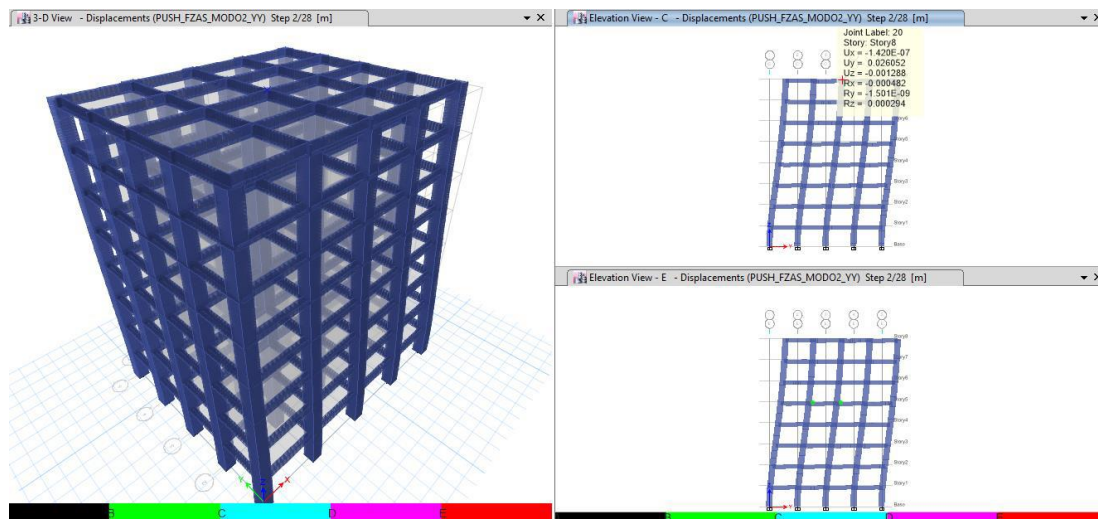 3-D View - Displacements (PUSH_FZAS_MODO2_YY) Step 2/28 [m]
Elevation View - C - Displacements (PUSH_FZAS_MODO2_YY) Step 2/28 [m]
Joint Label: 20
Story: Story8
Ux = -1.420E-07
Uy = 0.026052
Uz = -0.001288
Rx = -0.000482
Ry = -1.501E-09
Rz = 0.000294
Story6
Story5
Story4
Story3
Story2
Story1
Base
Y
Elevation View - E - Displacements (PUSH_FZAS_MODO2_YY) Step 2/28 [m]
Story8
Story7
Story6
Story5
Story4
Story3
Story2
Story1
Base
Y
Y Z X
B C D E
B C D E